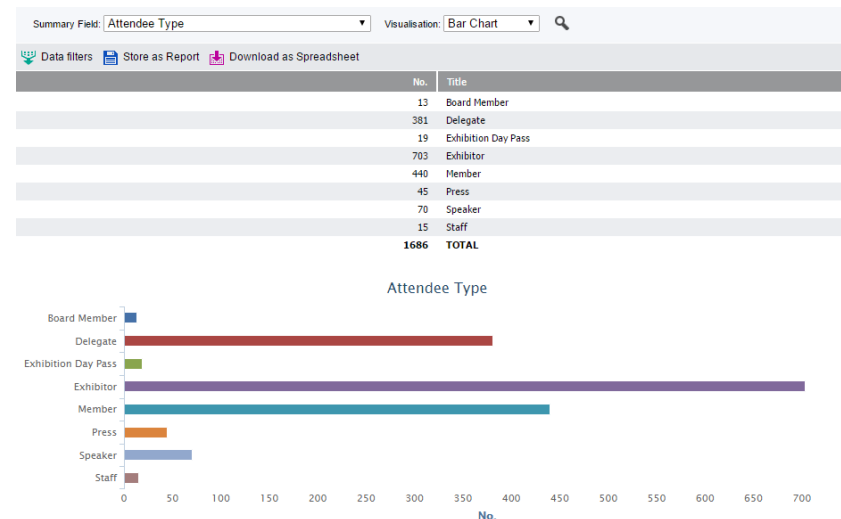 Summary Field: Attendee Type Visualisation: Bar Chart
Data filters Store as Report Download as Spreadsheet
No. Title
13 Board Member
381 Delegate
19 Exhibition Day Pass
703 Exhibitor
440 Member
45 Press
70 Speaker
15 Staff
1686 TOTAL
Attendee Type
Board Member
Delegate
Exhibition Day Pass
Exhibitor
Member
Press
Speaker
Staff
0 50 100 150 200 250 300 350 400 450 500 550 600 650 700
No.